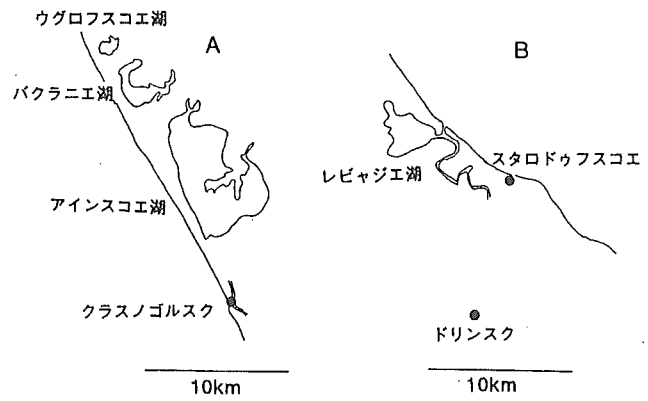 ウグロフスコエ湖
A
バクラニエ湖
アインスコエ湖
クラスノゴルスク
10km
B
スタロドゥフスコエ
レビャジエ湖
ドリンスク
10km